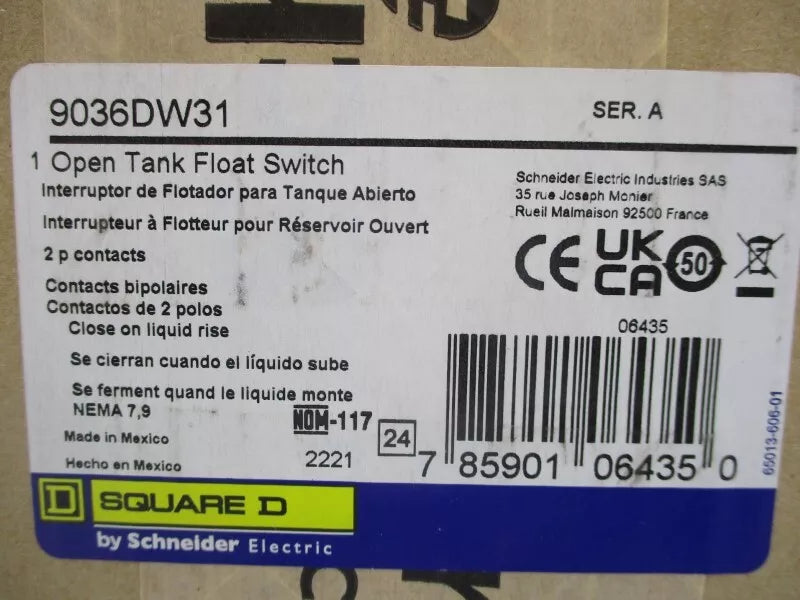 9036DW31
SER. A
1 Open Tank Float Switch
Interruptor de Flotador para Tanque Abierto
Interrupteur à Flotteur pour Réservoir Ouvert
2 p contacts
Contacts bipolaires
Contactos de 2 polos
Close on liquid rise
Se cierran cuando el líquido sube
Se ferment quand le liquide monte
NEMA 7,9
NOM-117
Made in Mexico
Hecho en Mexico
2221
24
Schneider Electric Industries SAS
35 rue Joseph Monier
Rueil Malmaison 92500 France
CE
UK
CA
50
06435
7 85901 06435 0
65013-606-01
D SQUARE D
by Schneider Electric